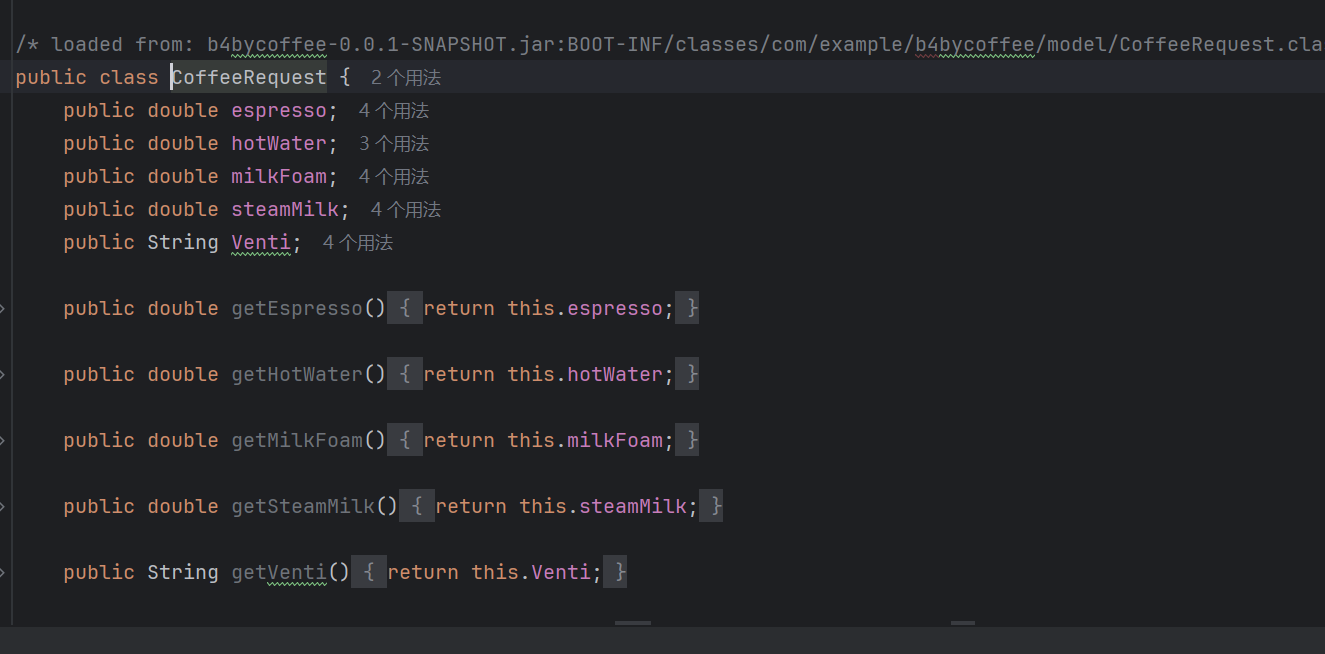 /* loaded from: b4bycoffee-0.0.1-SNAPSHOT.jar:BOOT-INF/classes/com/example/b4bycoffee/model/CoffeeRequest.cla
public class CoffeeRequest { 2个用法
public double espresso; 4个用法
public double hotWater; 3个用法
public double milkFoam; 4个用法
public double steamMilk; 4个用法
public String Venti; 4个用法
public double getEspresso() { return this.espresso; }
public double getHotWater() { return this.hotWater; }
public double getMilkFoam() { return this.milkFoam; }
public double getSteamMilk() { return this.steamMilk; }
public String getVenti() { return this.Venti; }